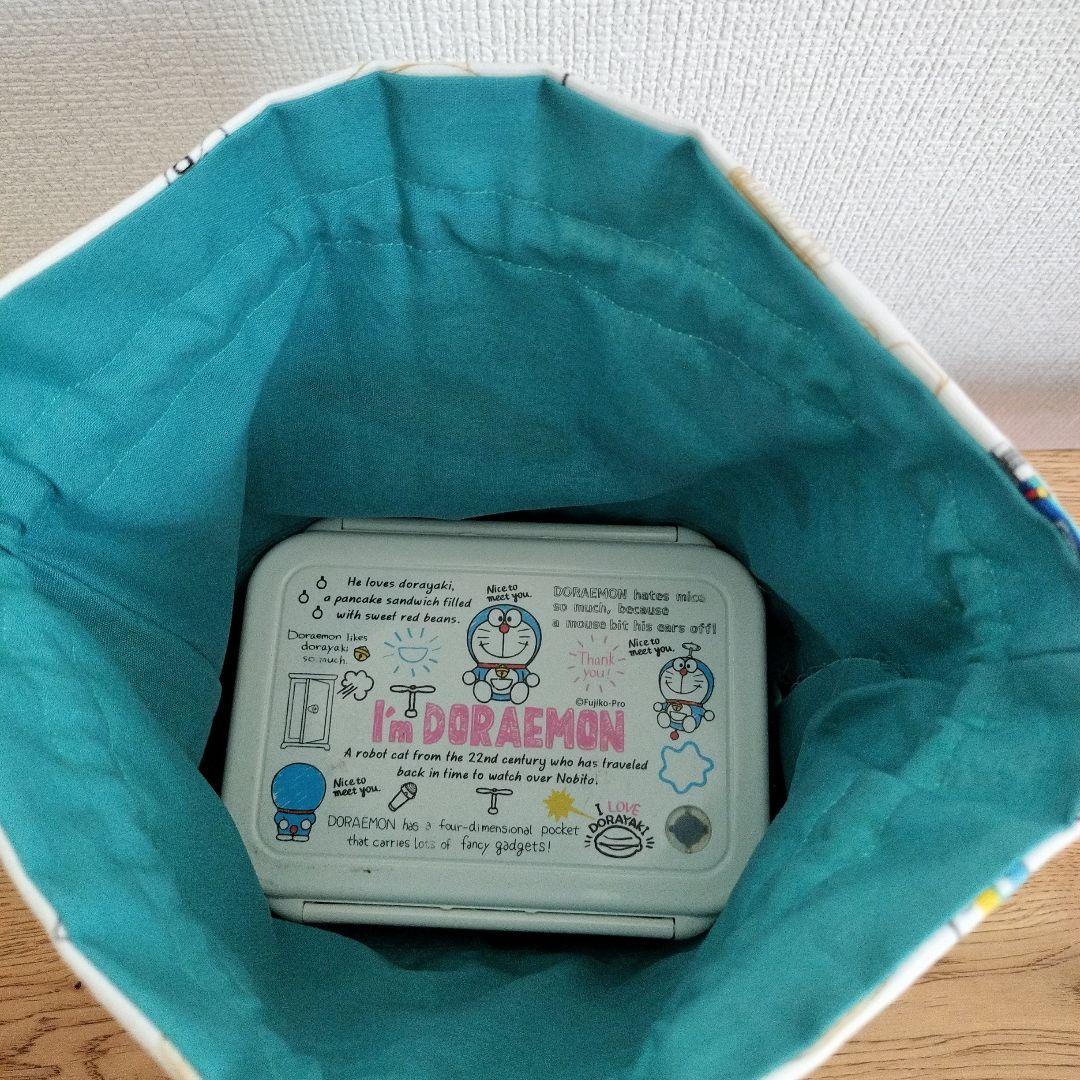 He loves dorayaki,
a pancake sandwich filled
with sweet red beans.
Nice to
meet you.
DORAEMON hates mice
so much, because
a mouse bit his ears off!
Doraemon likes
dorayaki
so much.
Thank
you!
Nice to
meet you.
©Fujiko-Pro
I'm DORAEMON
A robot cat from the 22nd century who has traveled
back in time to watch over Nobita.
Nice to
meet you.
I LOVE
DORAYAKI
DORAEMON has a four-dimensional pocket
that carries lots of fancy gadgets!